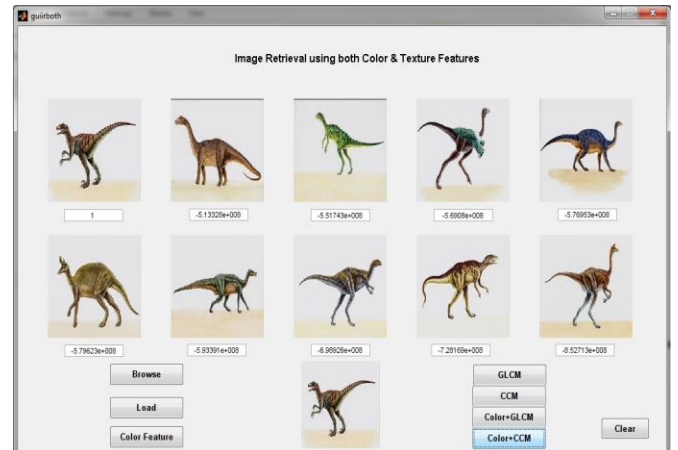 guiirboth
Image Retrieval using both Color & Texture Features
1
-5.13328e+008
-5.51743e+008
-5.6908e+008
-5.76953e+008
-5.79623e+008
-5.93391e+008
-6.98926e+008
-7.28169e+008
-8.52713e+008
Browse
Load
Color Feature
GLCM
CCM
Color+GLCM
Color+CCM
Clear